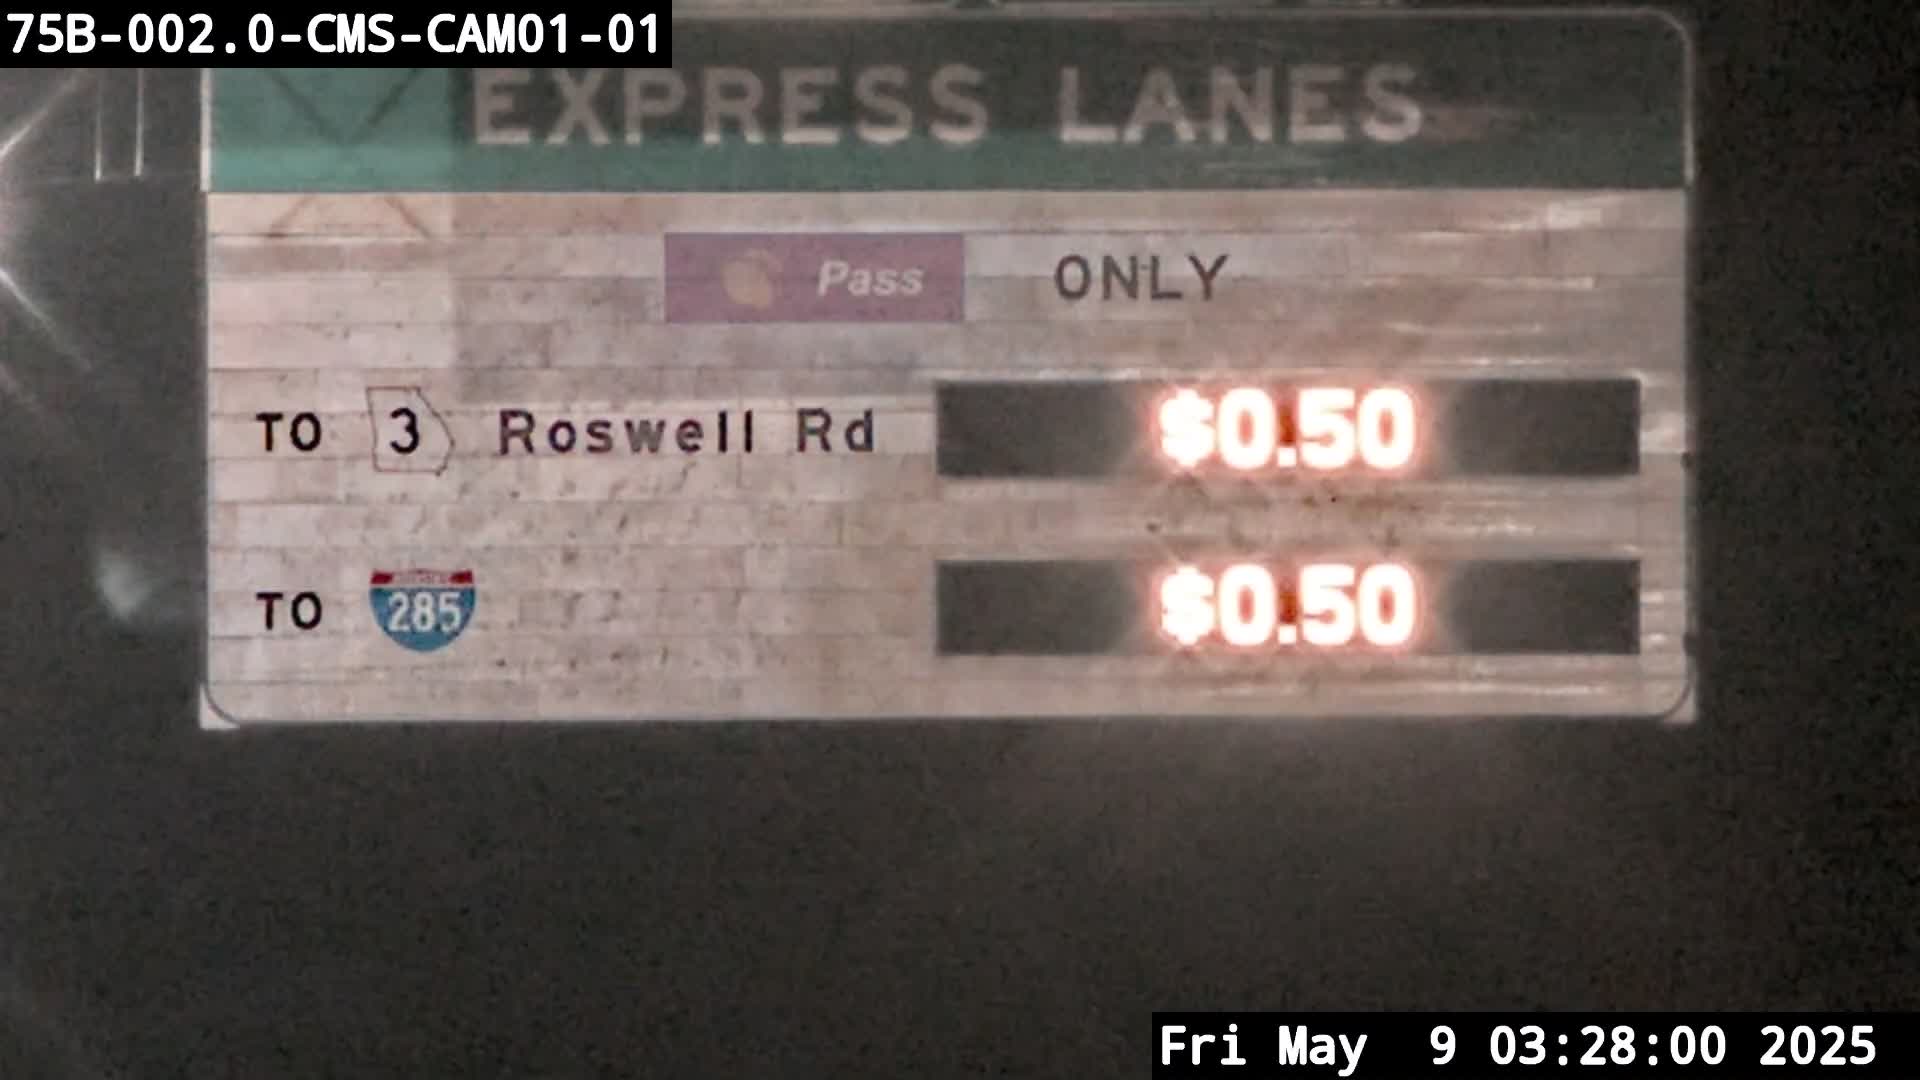 75B-002.0-CMS-CAM01-01
EXPRESS LANES
Pass ONLY
TO 3 Roswell Rd $0.50
TO 285 $0.50
Fri May 9 03:28:00 2025